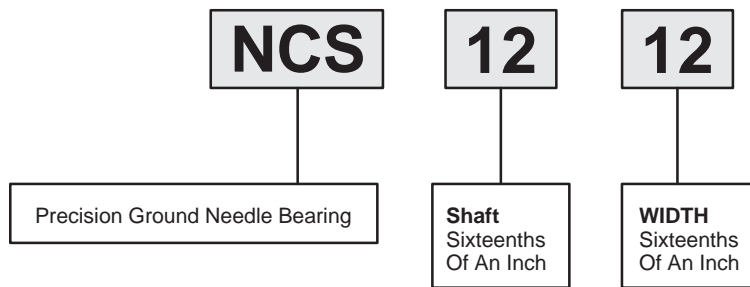 NCS 12 12
Precision Ground Needle Bearing
Shaft
Sixteenths
Of An Inch
WIDTH
Sixteenths
Of An Inch